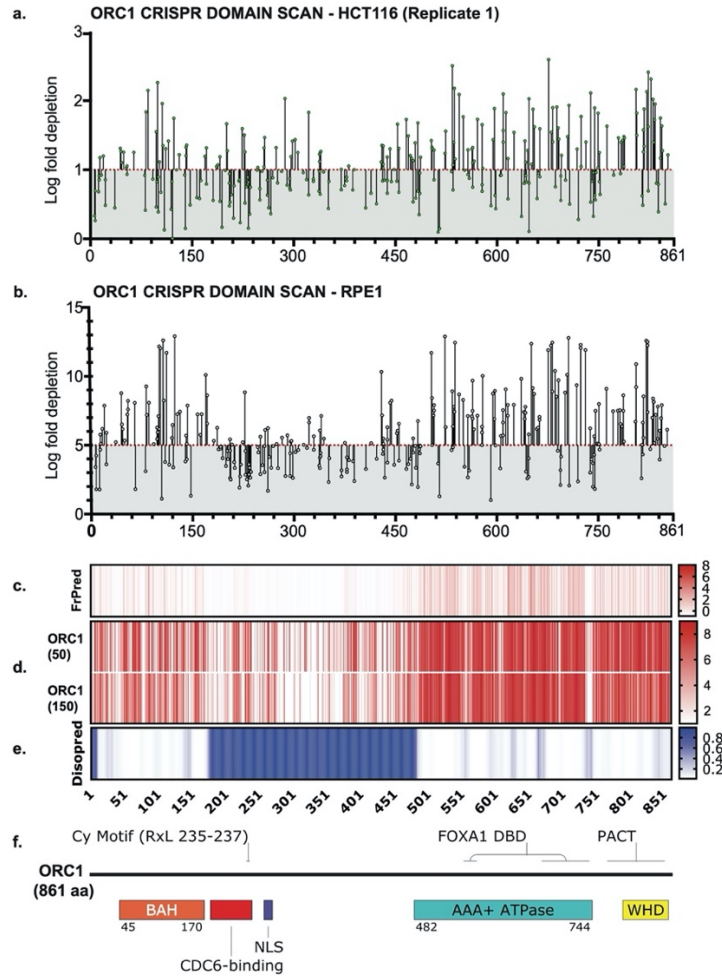 a.
ORC1 CRISPR DOMAIN SCAN - HCT116 (Replicate 1)
Log fold depletion
3
2
1
0
0 150 300 450 600 750 861
b.
ORC1 CRISPR DOMAIN SCAN - RPE1
Log fold depletion
15
10
5
0
0 150 300 450 600 750 861
c.
FrPred
8
6
4
2
0
d.
ORC1
(50)
ORC1
(150)
8
6
4
2
e.
Disopred
0.8
0.6
0.4
0.2
1 51 101 151 201 251 301 351 401 451 501 551 601 651 701 751 801 851
f.
Cy Motif (RxL 235-237)
FOXA1 DBD
PACT
ORC1
(861 aa)
BAH
AAA+ ATPase
WHD
45 170
482 744
NLS
CDC6-binding